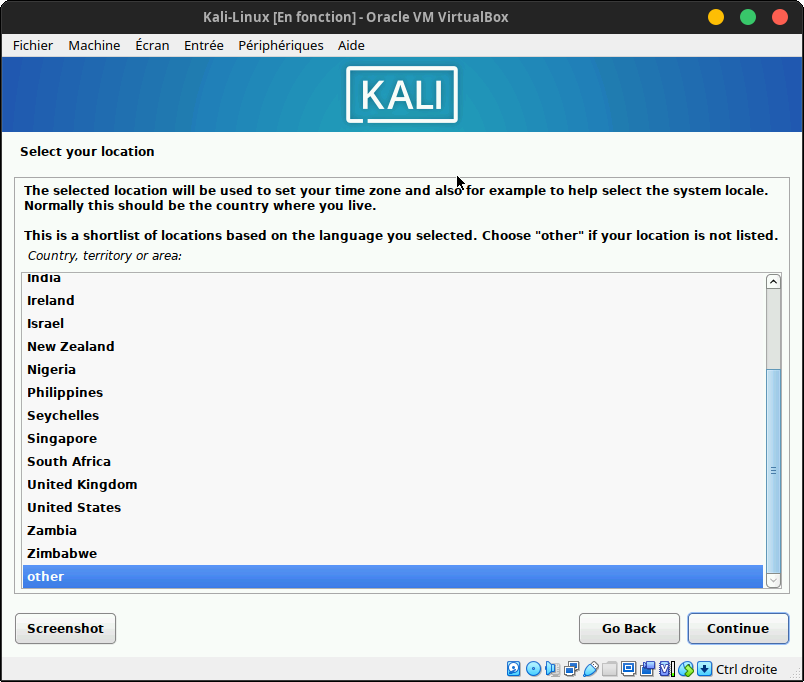 Kali-Linux [En fonction] - Oracle VM VirtualBox
Fichier Machine Écran Entrée Périphériques Aide
KALI
Select your location
The selected location will be used to set your time zone and also for example to help select the system locale.
Normally this should be the country where you live.
This is a shortlist of locations based on the language you selected. Choose "other" if your location is not listed.
Country, territory or area:
India
Ireland
Israel
New Zealand
Nigeria
Philippines
Seychelles
Singapore
South Africa
United Kingdom
United States
Zambia
Zimbabwe
other
Screenshot Go Back Continue
Ctrl droite